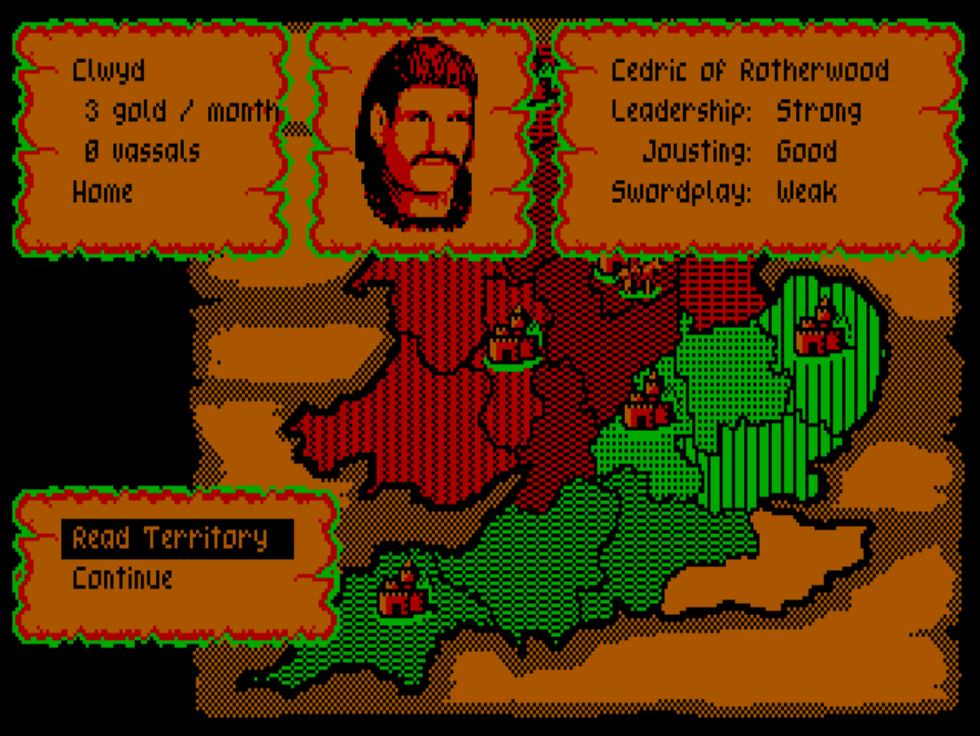 Clwyd
3 gold / month
0 vassals
Home
Cedric of Rotherwood
Leadership: Strong
Jousting: Good
Swordplay: Weak
Read Territory
Continue